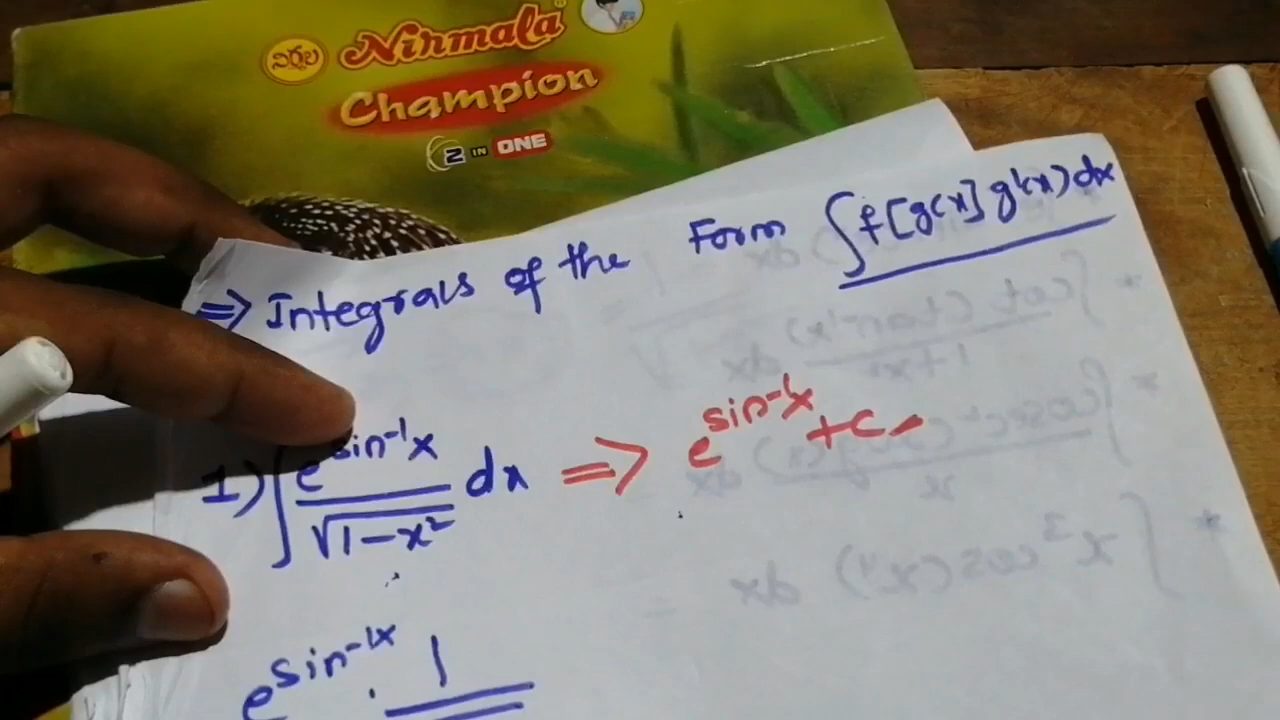 ನಿರ್ಮಲ Nirmala
Champion
2 IN ONE
⇒ Integrals of the Form ∫f[g(x] g'(x) dx
1) ∫ e^sin⁻¹x / √1-x² dx ⇒ e^sin⁻¹x + c
e^sin⁻¹x . 1